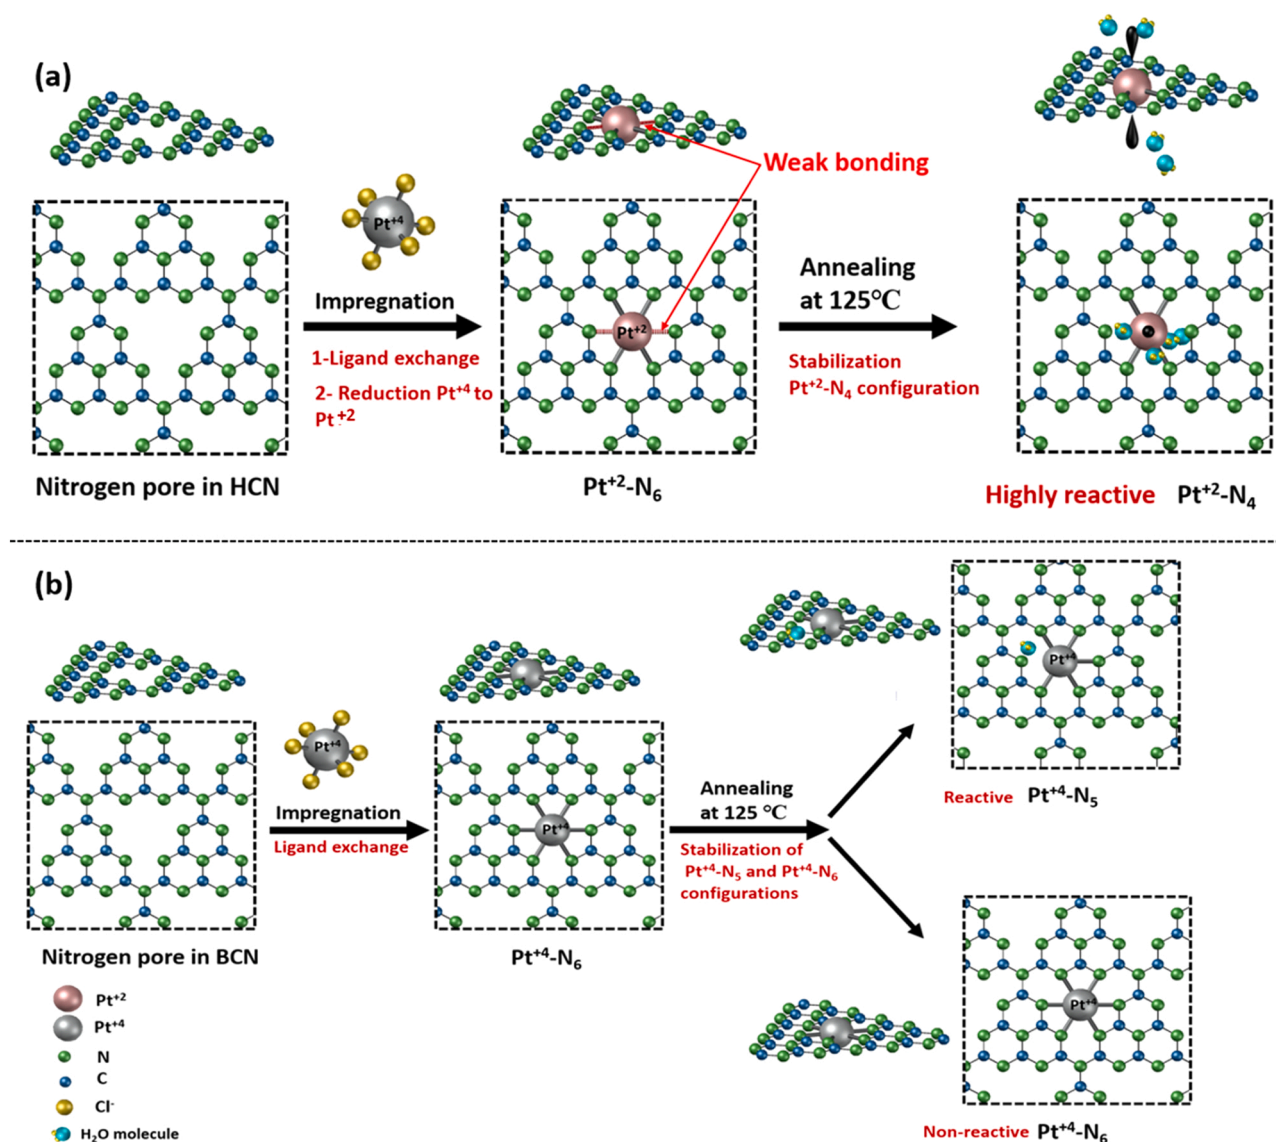 (a)
Weak bonding
Pt+4
Impregnation
1-Ligand exchange
2- Reduction Pt+4 to
Pt+2
Pt+2
Annealing
at 125℃
Stabilization
Pt+2-N4 configuration
Nitrogen pore in HCN
Pt+2-N6
Highly reactive Pt+2-N4
(b)
Pt+4
Reactive Pt+4-N5
Pt+4
Impregnation
Ligand exchange
Pt+4
Annealing
at 125 ℃
Stabilization of
Pt+4-N5 and Pt+4-N6
configurations
Nitrogen pore in BCN
Pt+4-N6
Pt+4
Non-reactive Pt+4-N6
Pt+2
Pt+4
N
C
Cl-
H2O molecule